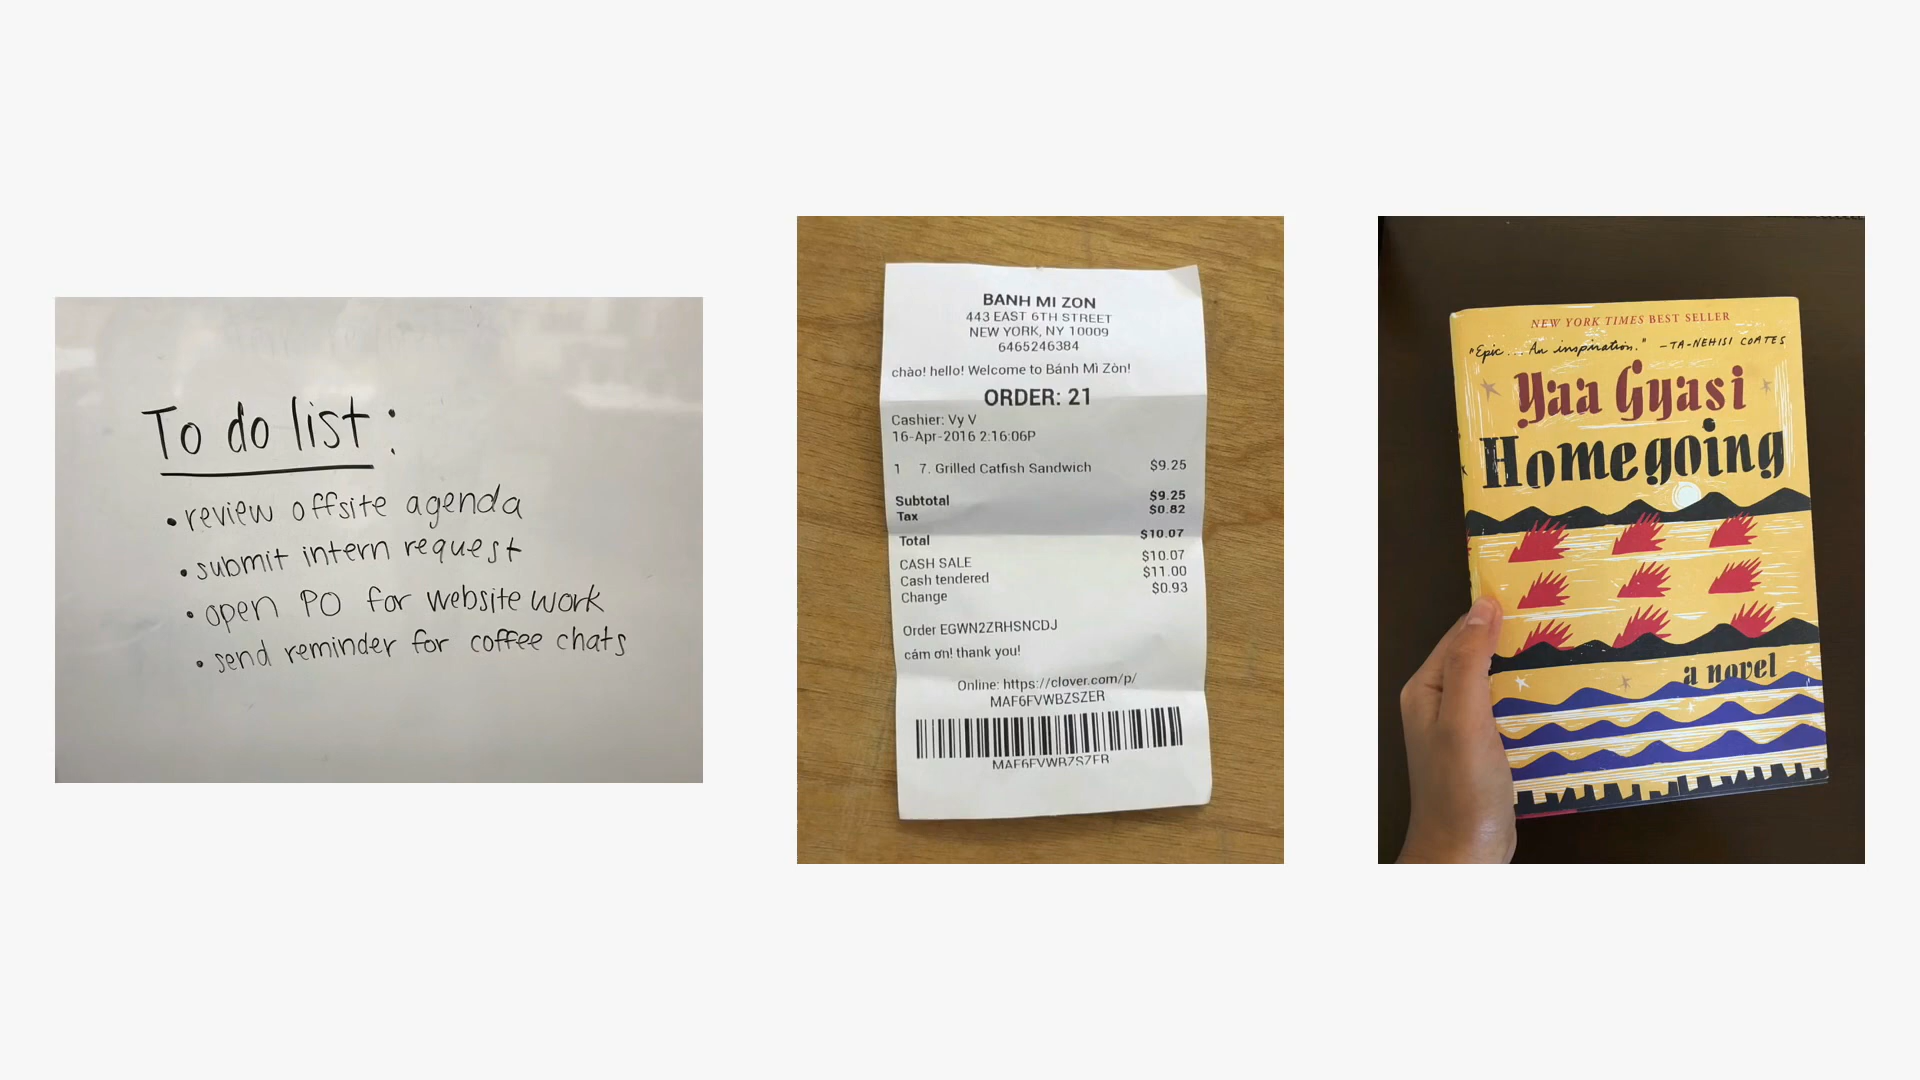 To do list:
• review offsite agenda
• submit intern request
• open PO for website work
• send reminder for coffee chats
BANH MI ZON
443 EAST 6TH STREET
NEW YORK, NY 10009
6465246384
chào! hello! Welcome to Bánh Mì Zòn!
ORDER: 21
Cashier: Vy V
16-Apr-2016 2:16:06P
1 7. Grilled Catfish Sandwich $9.25
Subtotal $9.25
Tax $0.82
Total $10.07
CASH SALE $10.07
Cash tendered $11.00
Change $0.93
Order EGWN2ZRHSNCDJ
cám ơn! thank you!
Online: https://clover.com/p/
MAF6FVWBZSZER
MAF6FVWBZSZER
NEW YORK TIMES BEST SELLER
"Epic... An inspiration." —TA-NEHISI COATES
Yaa Gyasi
Homegoing
a novel